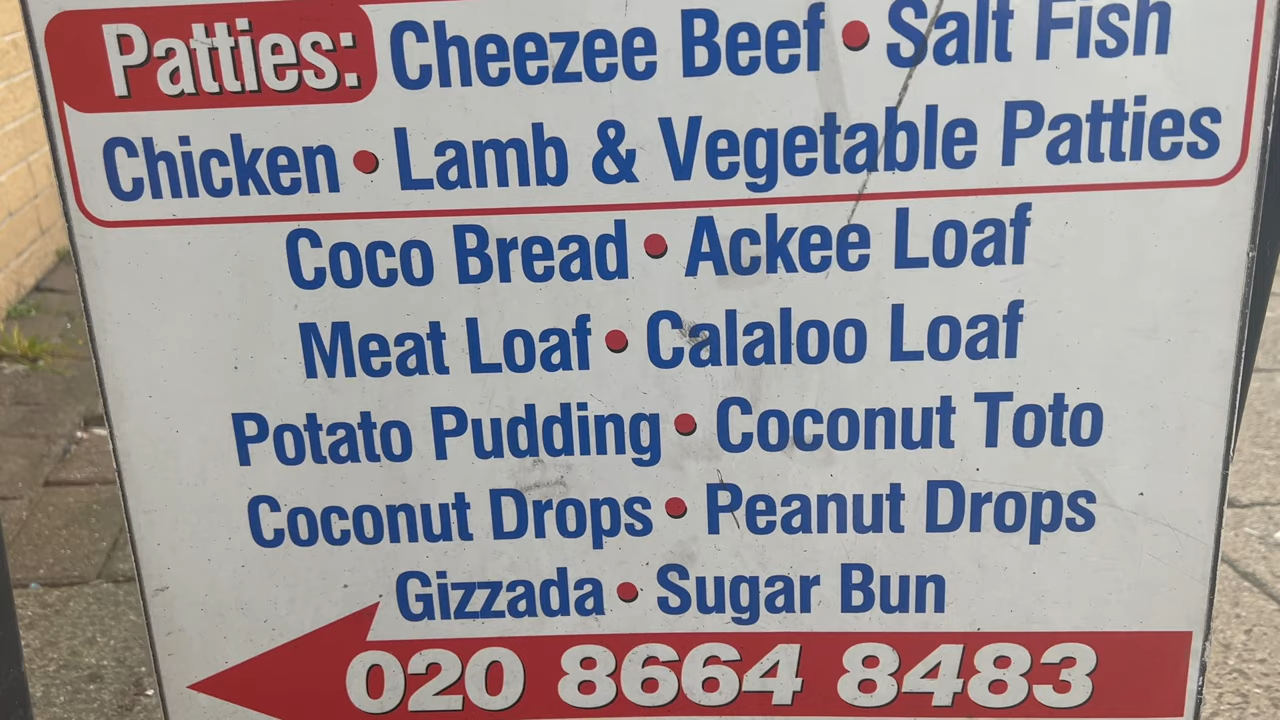 Patties: Cheezee Beef • Salt Fish
Chicken • Lamb & Vegetable Patties
Coco Bread • Ackee Loaf
Meat Loaf • Calaloo Loaf
Potato Pudding • Coconut Toto
Coconut Drops • Peanut Drops
Gizzada • Sugar Bun
020 8664 8483